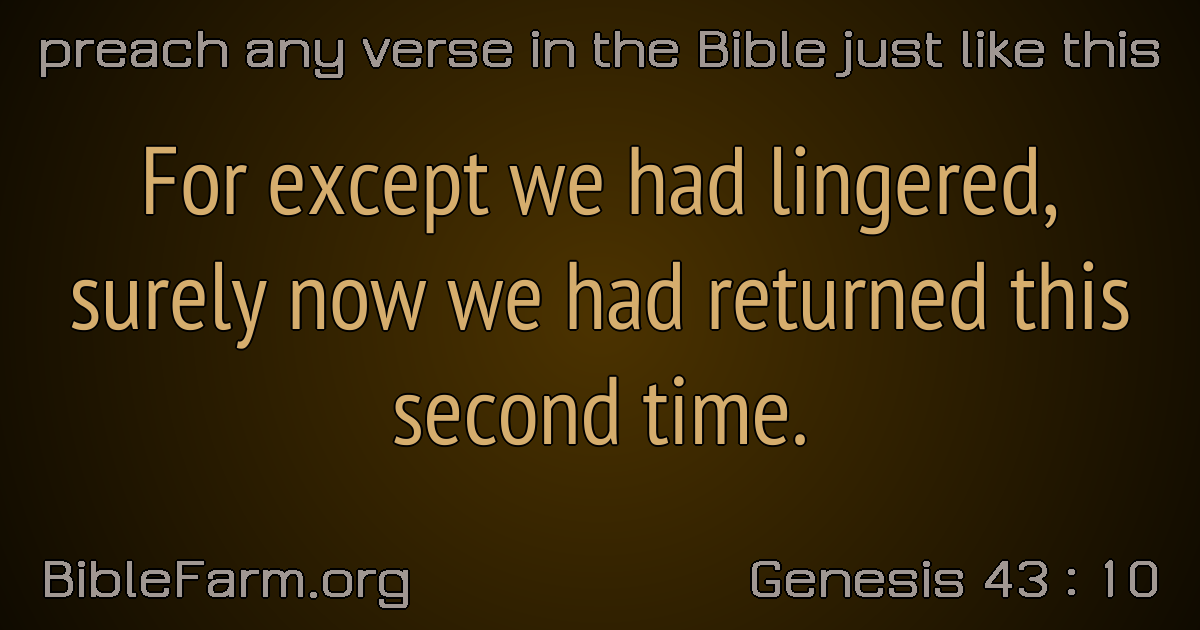 preach any verse in the Bible just like this
For except we had lingered,
surely now we had returned this
second time.
BibleFarm.org
Genesis 43 : 10